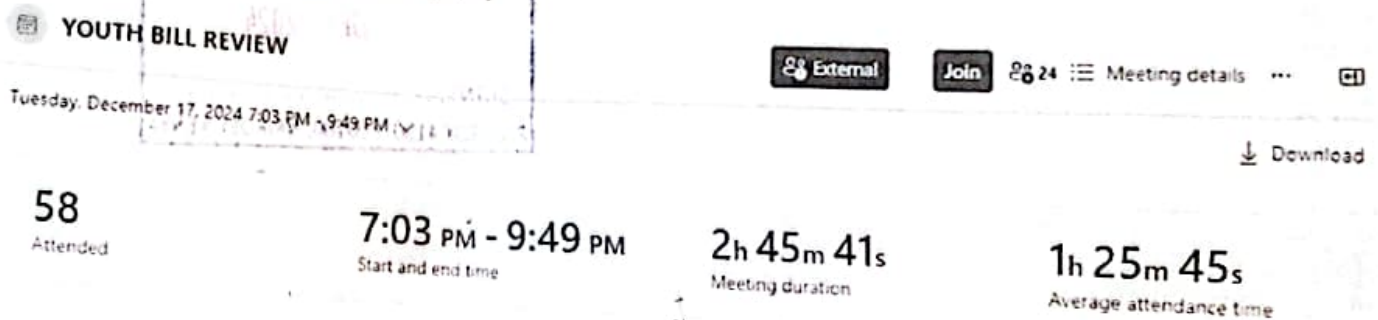 YOUTH BILL REVIEW
External Join 24 Meeting details ...
Tuesday, December 17, 2024 7:03 PM - 9:49 PM
Download
58
Attended
7:03 PM - 9:49 PM
Start and end time
2h 45m 41s
Meeting duration
1h 25m 45s
Average attendance time